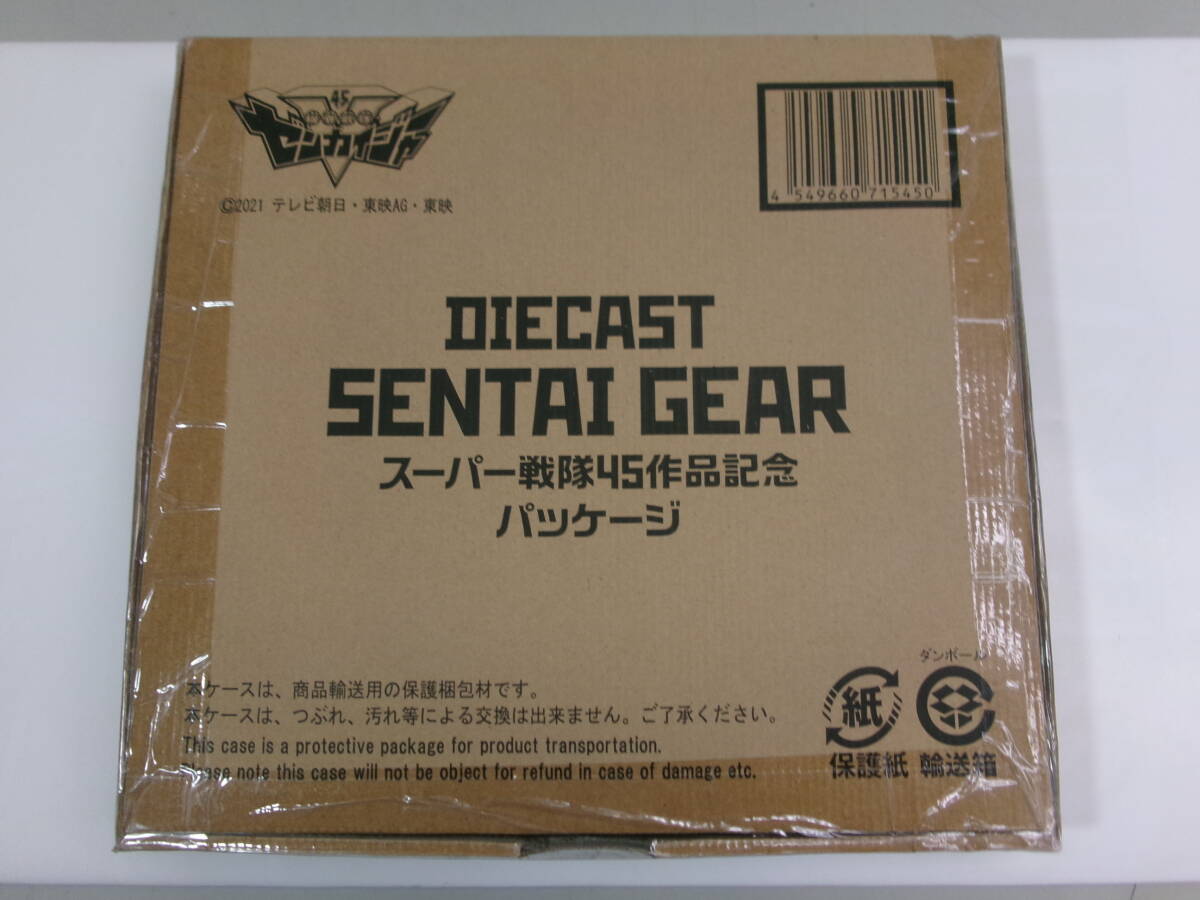 45
ゼンカイジャー
©2021 テレビ朝日・東映AG・東映
4 549660 715450
DIECAST
SENTAI GEAR
スーパー戦隊45作品記念
パッケージ
本ケースは、商品輸送用の保護梱包材です。
本ケースは、つぶれ、汚れ等による交換は出来ません。ご了承ください。
This case is a protective package for product transportation.
Please note this case will not be object for refund in case of damage etc.
紙
保護紙
ダンボール
輸送箱